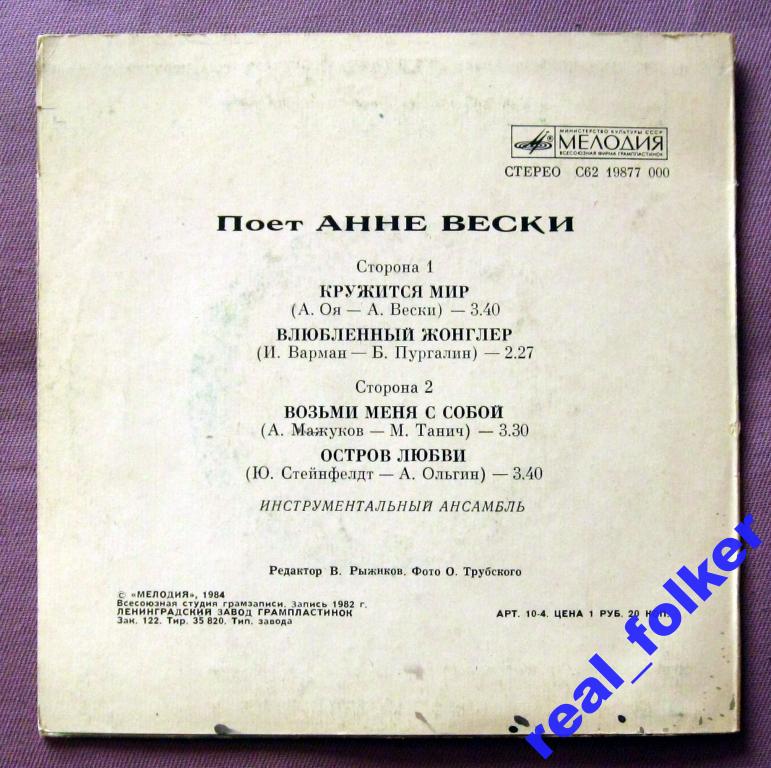 МИНИСТЕРСТВО КУЛЬТУРЫ СССР
МЕЛОДИЯ
ВСЕСОЮЗНАЯ ФИРМА ГРАМПЛАСТИНОК
СТЕРЕО С62 19877 000
Поет АННЕ ВЕСКИ
Сторона 1
КРУЖИТСЯ МИР
(А. Оя — А. Вески) — 3.40
ВЛЮБЛЕННЫЙ ЖОНГЛЕР
(И. Варман — Б. Пургалин) — 2.27
Сторона 2
ВОЗЬМИ МЕНЯ С СОБОЙ
(А. Мажуков — М. Танич) — 3.30
ОСТРОВ ЛЮБВИ
(Ю. Стейнфелдт — А. Ольгин) — 3.40
ИНСТРУМЕНТАЛЬНЫЙ АНСАМБЛЬ
Редактор В. Рыжиков. Фото О. Трубского
© «МЕЛОДИЯ», 1984
Всесоюзная студия грамзаписи. Запись 1982 г.
ЛЕНИНГРАДСКИЙ ЗАВОД ГРАМПЛАСТИНОК
Зак. 122. Тир. 35 820. Тип. завода
АРТ. 10-4. ЦЕНА 1 РУБ. 20 КОП.
real_folker